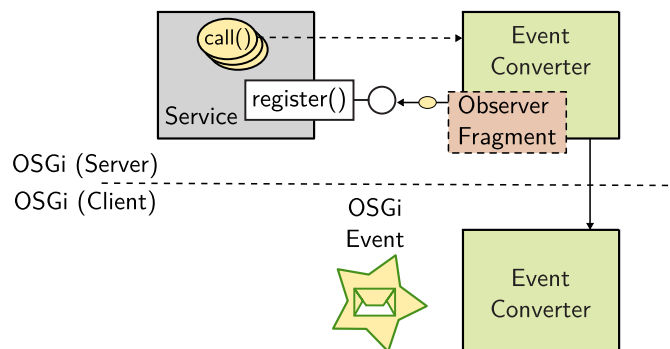 call()
Event
Converter
register()
Service
Observer
Fragment
OSGi (Server)
OSGi (Client)
OSGi
Event
Event
Converter